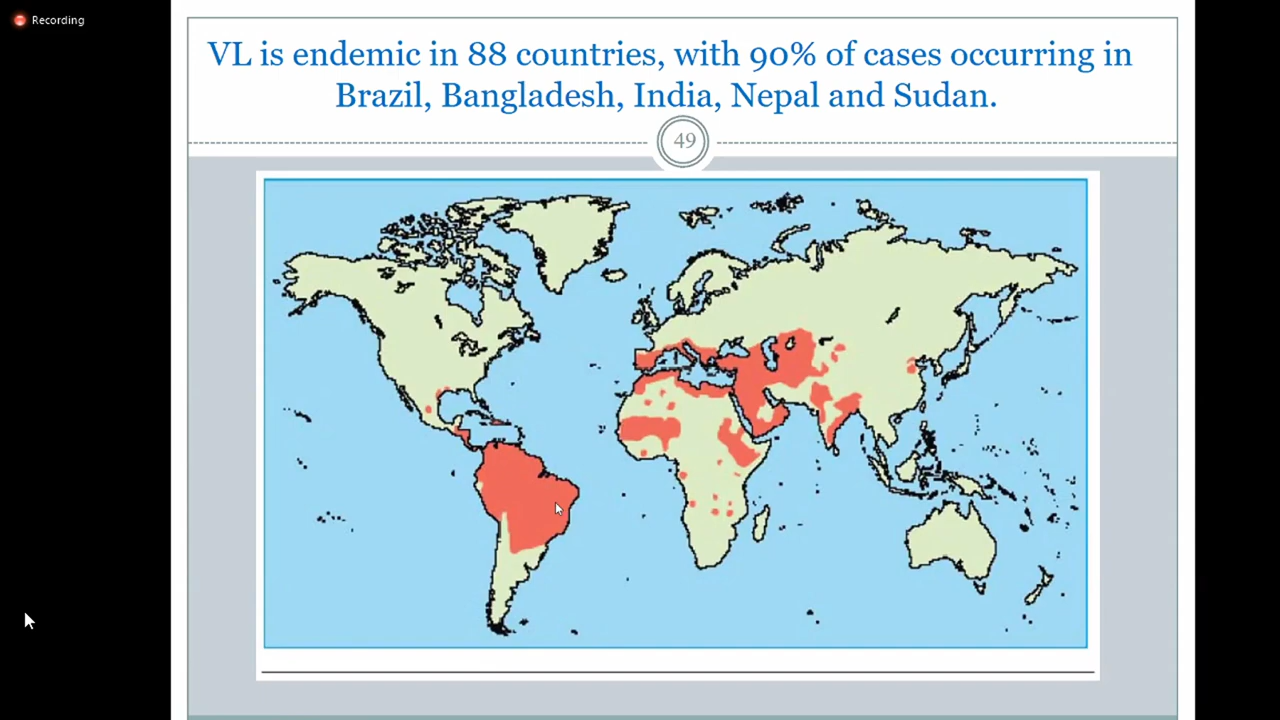 Recording
VL is endemic in 88 countries, with 90% of cases occurring in
Brazil, Bangladesh, India, Nepal and Sudan.
49